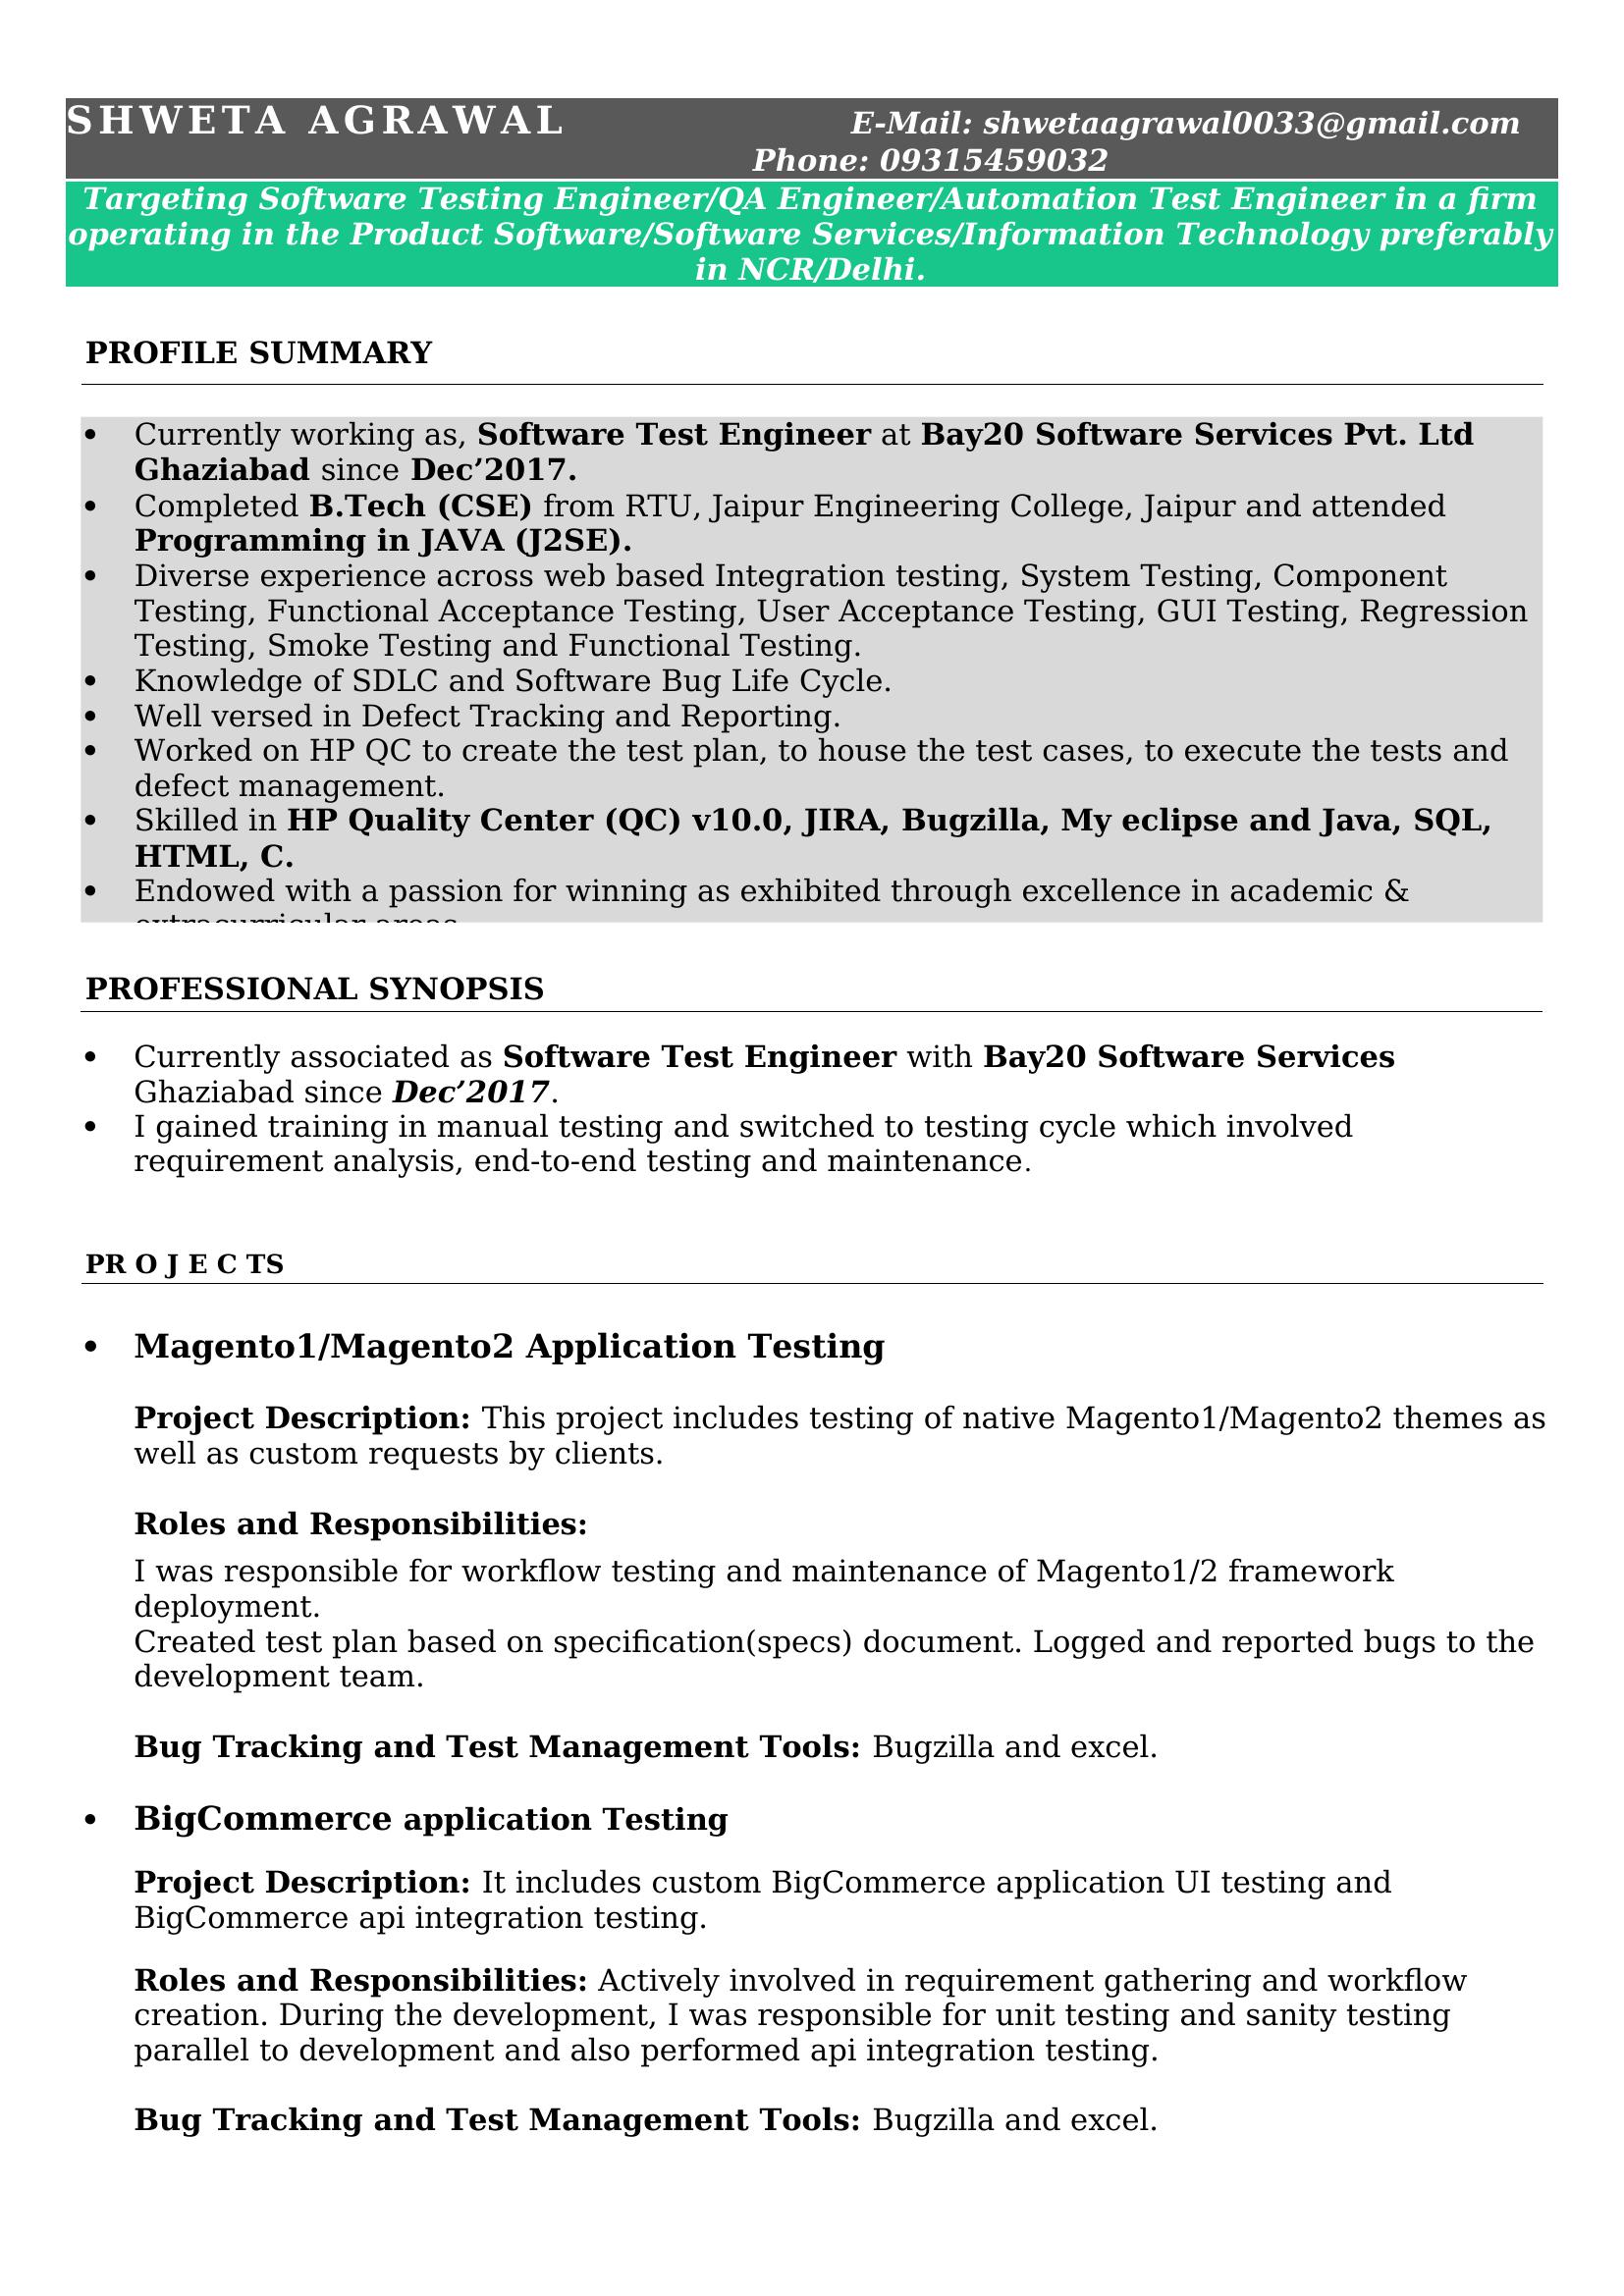 SHWETA AGRAWAL E-Mail: shwetaagrawal0033@gmail.com
Phone: 09315459032
Targeting Software Testing Engineer/QA Engineer/Automation Test Engineer in a firm
operating in the Product Software/Software Services/Information Technology preferably
in NCR/Delhi.
PROFILE SUMMARY
• Currently working as, Software Test Engineer at Bay20 Software Services Pvt. Ltd
Ghaziabad since Dec’2017.
• Completed B.Tech (CSE) from RTU, Jaipur Engineering College, Jaipur and attended
Programming in JAVA (J2SE).
• Diverse experience across web based Integration testing, System Testing, Component
Testing, Functional Acceptance Testing, User Acceptance Testing, GUI Testing, Regression
Testing, Smoke Testing and Functional Testing.
• Knowledge of SDLC and Software Bug Life Cycle.
• Well versed in Defect Tracking and Reporting.
• Worked on HP QC to create the test plan, to house the test cases, to execute the tests and
defect management.
• Skilled in HP Quality Center (QC) v10.0, JIRA, Bugzilla, My eclipse and Java, SQL,
HTML, C.
• Endowed with a passion for winning as exhibited through excellence in academic &
extracurricular areas
PROFESSIONAL SYNOPSIS
• Currently associated as Software Test Engineer with Bay20 Software Services
Ghaziabad since Dec’2017.
• I gained training in manual testing and switched to testing cycle which involved
requirement analysis, end-to-end testing and maintenance.
PR O J E C TS
• Magento1/Magento2 Application Testing
Project Description: This project includes testing of native Magento1/Magento2 themes as
well as custom requests by clients.
Roles and Responsibilities:
I was responsible for workflow testing and maintenance of Magento1/2 framework
deployment.
Created test plan based on specification(specs) document. Logged and reported bugs to the
development team.
Bug Tracking and Test Management Tools: Bugzilla and excel.
• BigCommerce application Testing
Project Description: It includes custom BigCommerce application UI testing and
BigCommerce api integration testing.
Roles and Responsibilities: Actively involved in requirement gathering and workflow
creation. During the development, I was responsible for unit testing and sanity testing
parallel to development and also performed api integration testing.
Bug Tracking and Test Management Tools: Bugzilla and excel.